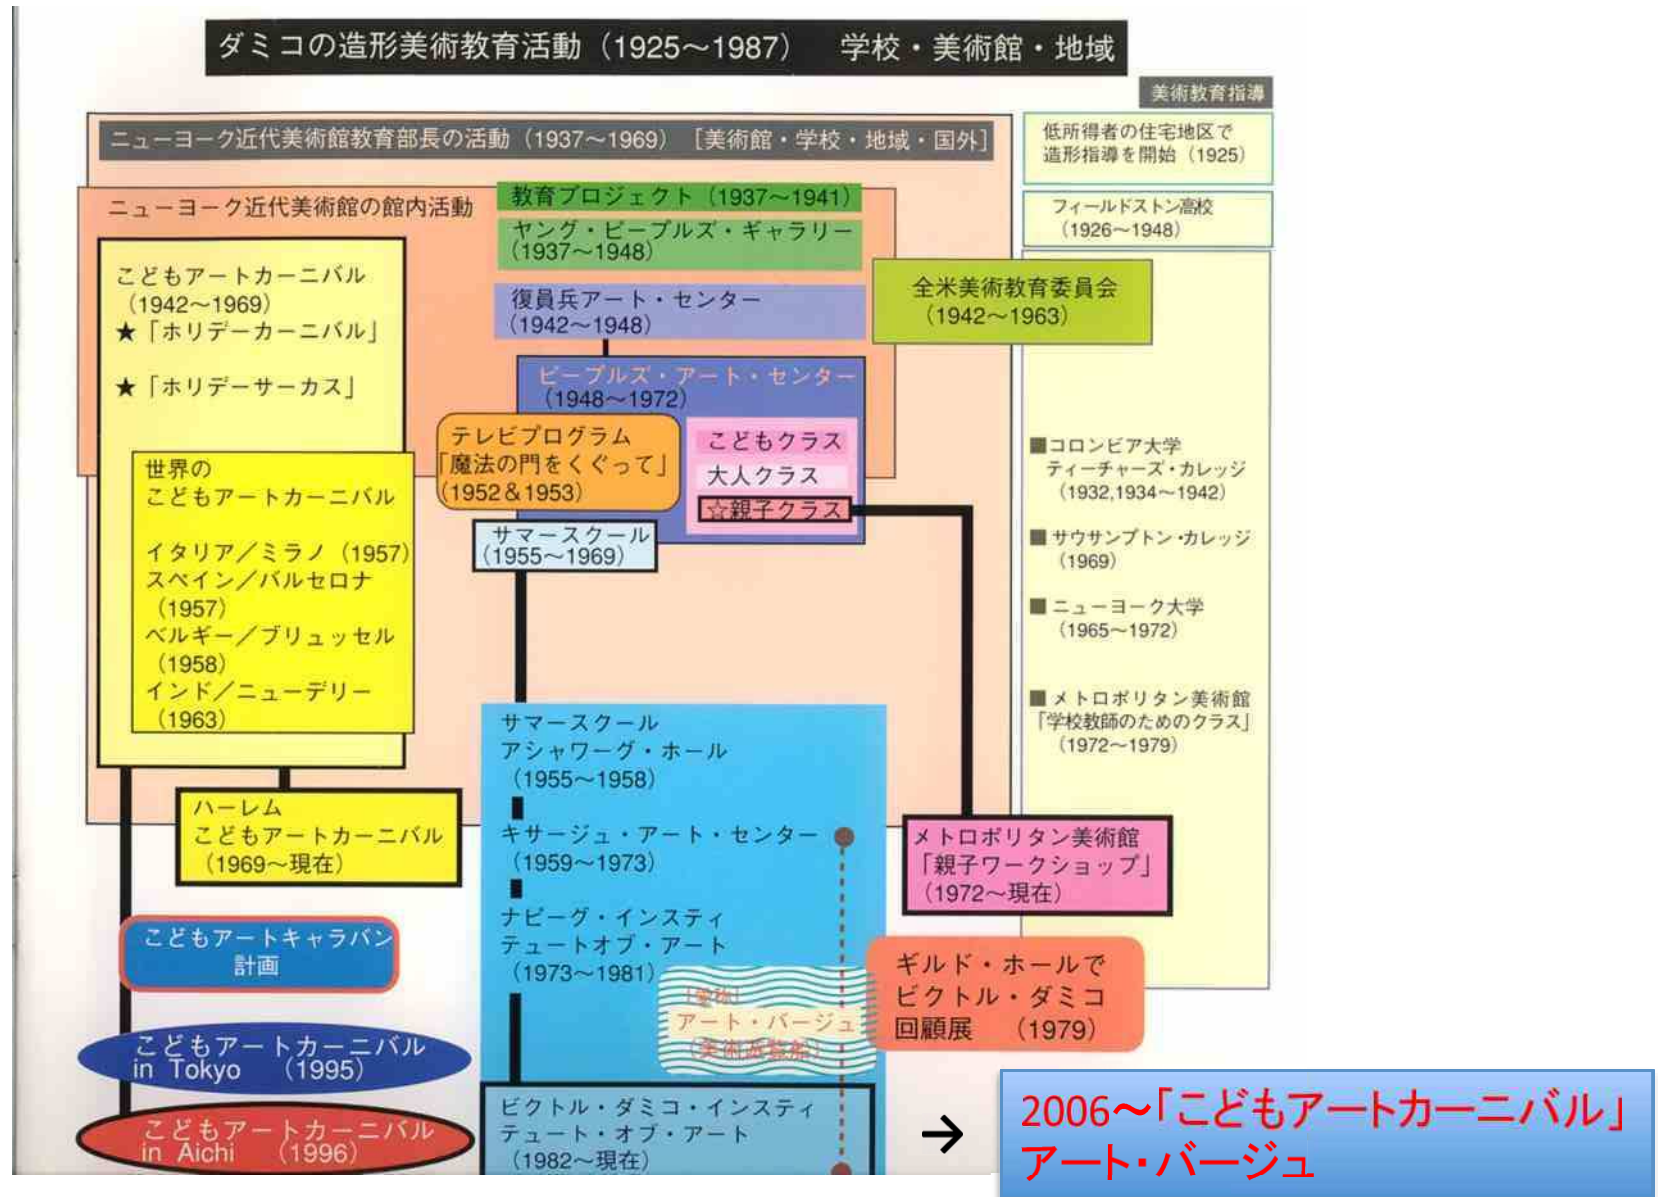 ダミコの造形美術教育活動（1925～1987）　学校・美術館・地域
美術教育指導
ニューヨーク近代美術館教育部長の活動（1937～1969）［美術館・学校・地域・国外］
低所得者の住宅地区で
造形指導を開始（1925）
フィールドストン高校
（1926～1948）
ニューヨーク近代美術館の館内活動
教育プロジェクト（1937～1941）
ヤング・ピープルズ・ギャラリー
（1937～1948）
こどもアートカーニバル
（1942～1969）
★「ホリデーカーニバル」
★「ホリデーサーカス」
復員兵アート・センター
（1942～1948）
全米美術教育委員会
（1942～1963）
ピープルズ・アート・センター
（1948～1972）
テレビプログラム
「魔法の門をくぐって」
（1952＆1953）
こどもクラス
大人クラス
☆親子クラス
サマースクール
（1955～1969）
世界の
こどもアートカーニバル
イタリア／ミラノ（1957）
スペイン／バルセロナ
（1957）
ベルギー／ブリュッセル
（1958）
インド／ニューデリー
（1963）
■コロンビア大学
ティーチャーズ・カレッジ
（1932,1934～1942）
■サウサンプトン・カレッジ
（1969）
■ニューヨーク大学
（1965～1972）
■メトロポリタン美術館
「学校教師のためのクラス」
（1972～1979）
サマースクール
アシャワーグ・ホール
（1955～1958）
キサージュ・アート・センター
（1959～1973）
ナピーグ・インスティ
テュートオブ・アート
（1973～1981）
ハーレム
こどもアートカーニバル
（1969～現在）
メトロポリタン美術館
「親子ワークショップ」
（1972～現在）
こどもアートキャラバン
計画
アート・バージュ
ギルド・ホールで
ビクトル・ダミコ
回顧展　（1979）
こどもアートカーニバル
in Tokyo　（1995）
こどもアートカーニバル
in Aichi　（1996）
ビクトル・ダミコ・インスティ
テュート・オブ・アート
（1982～現在）
→
2006～「こどもアートカーニバル」
アート・バージュ